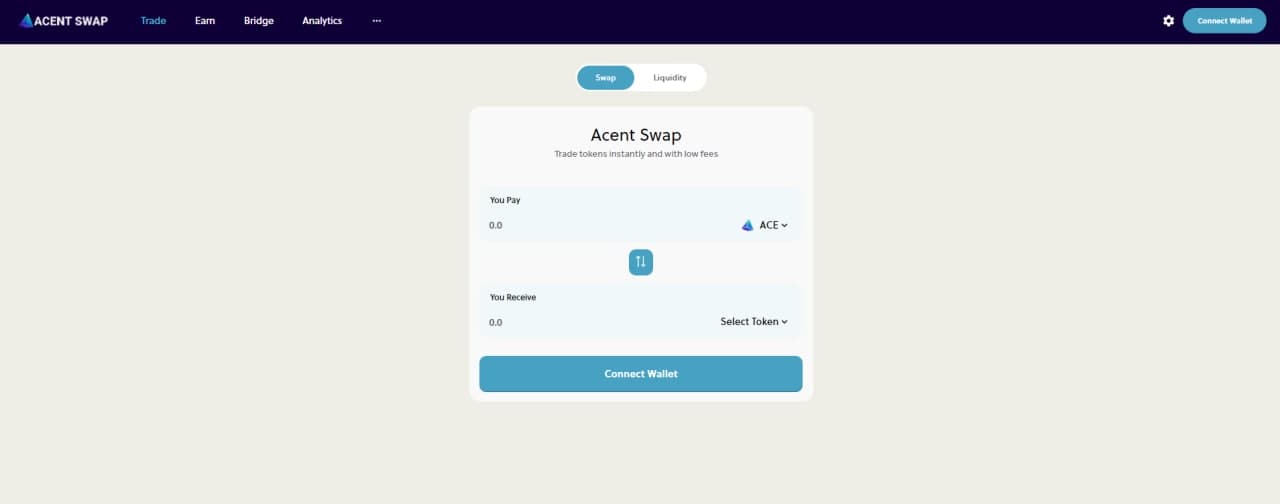 ACENT SWAP Trade Earn Bridge Analytics ... Connect Wallet
Swap Liquidity
Acent Swap
Trade tokens instantly and with low fees
You Pay
0.0 ACE
You Receive
0.0 Select Token
Connect Wallet